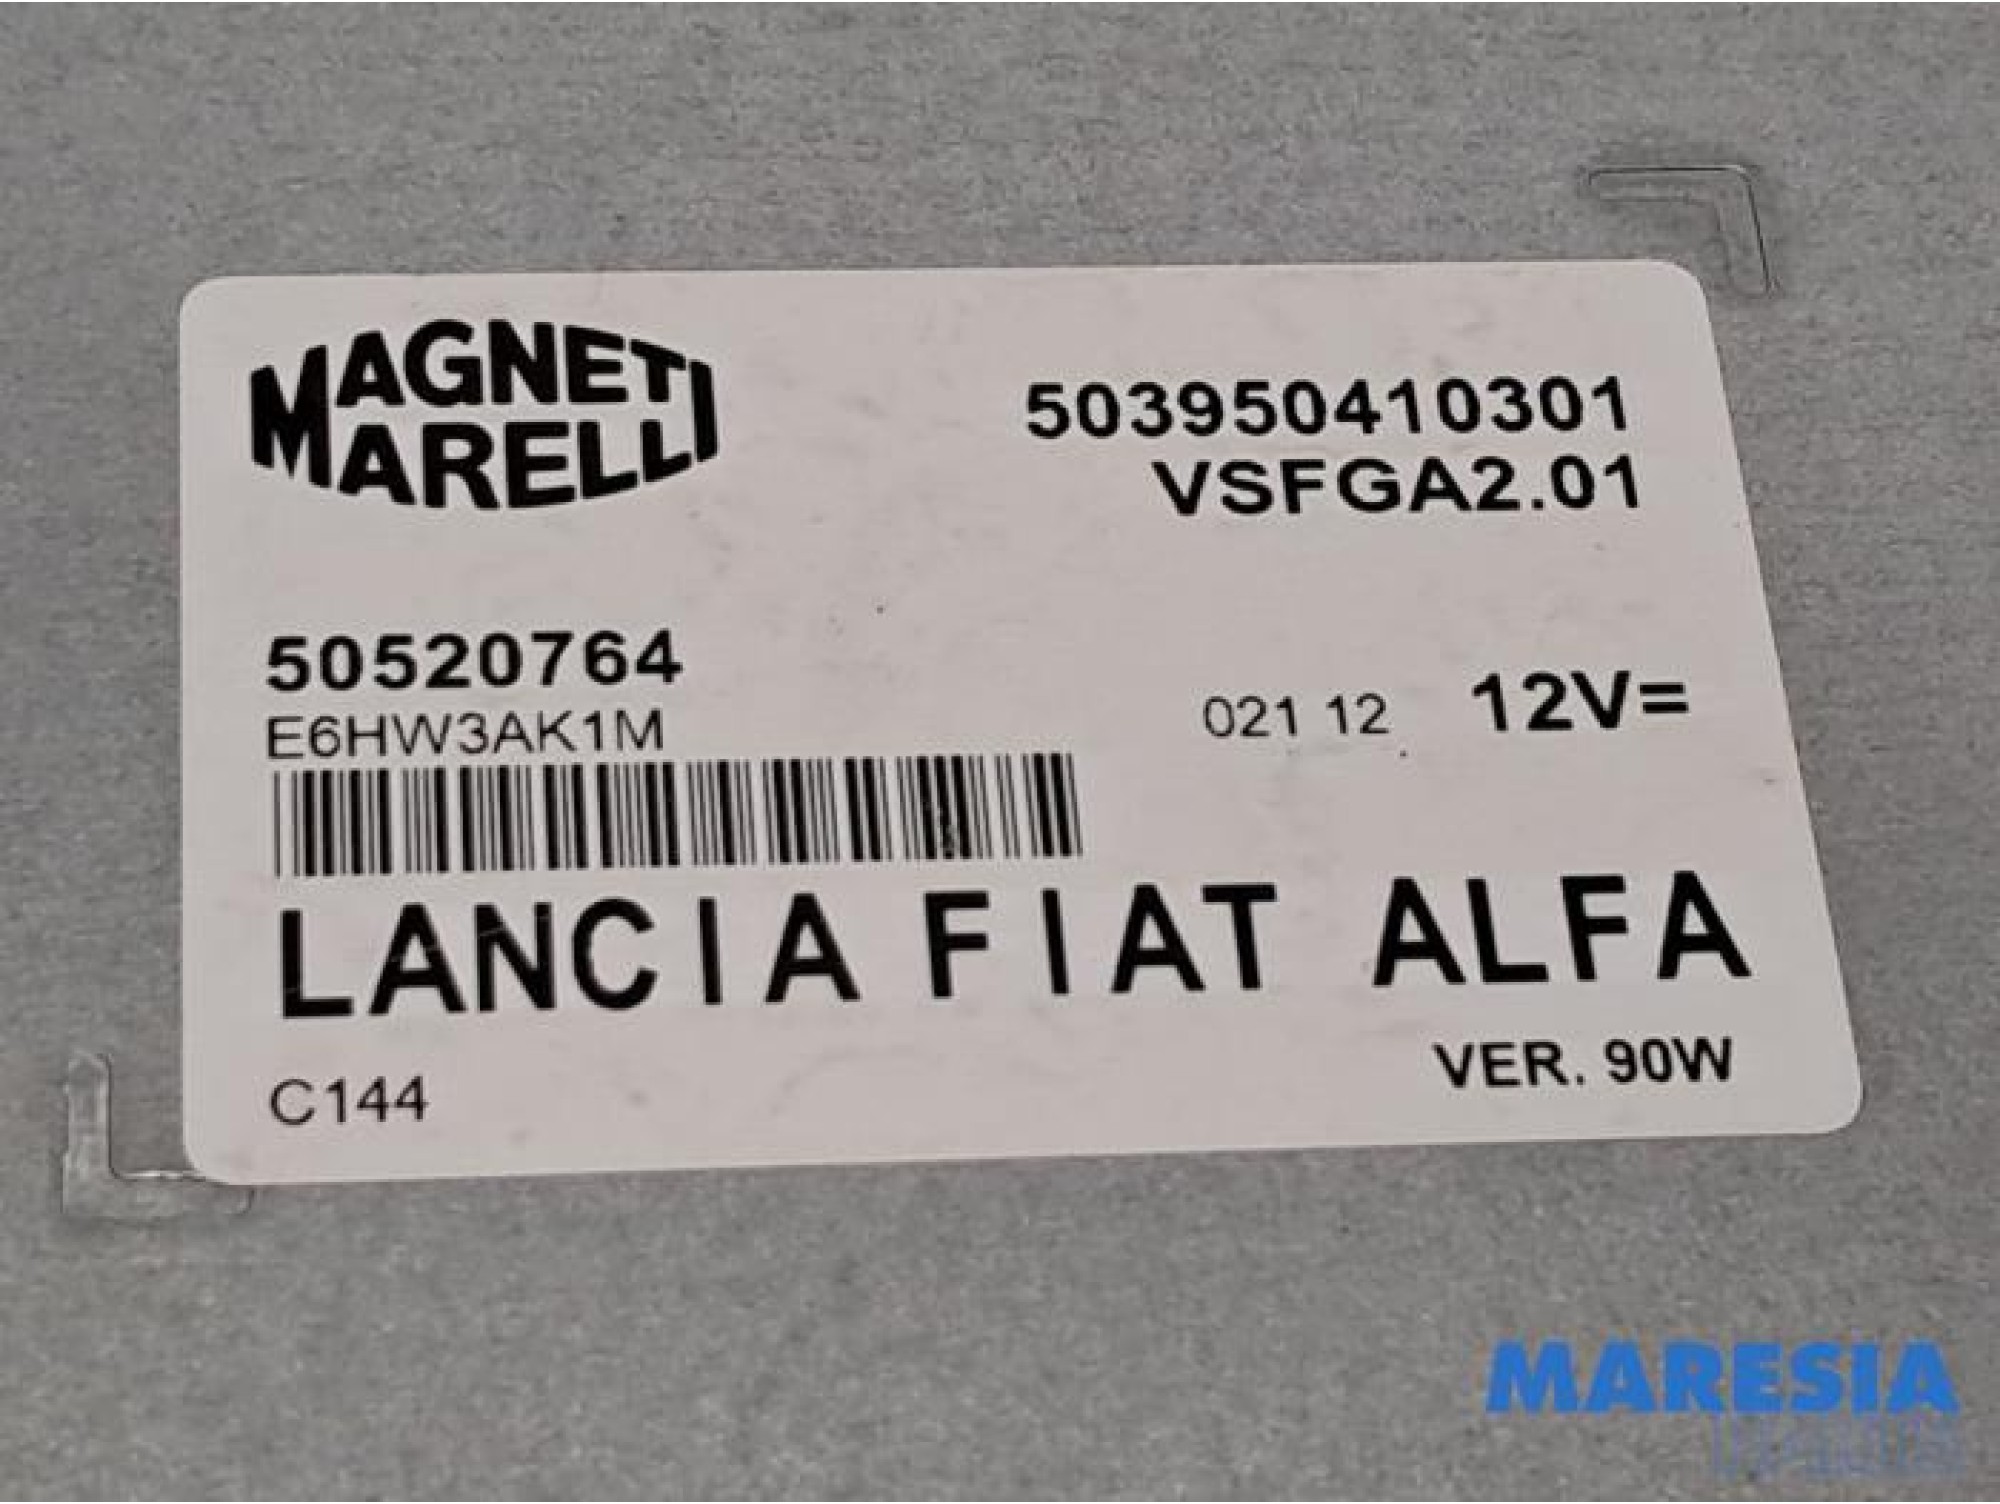 MAGNETI
MARELLI
503950410301
VSFGA2.01
50520764
E6HW3AK1M
021 12 12V=
LANCIA FIAT ALFA
C144
VER. 90W
MARESIA